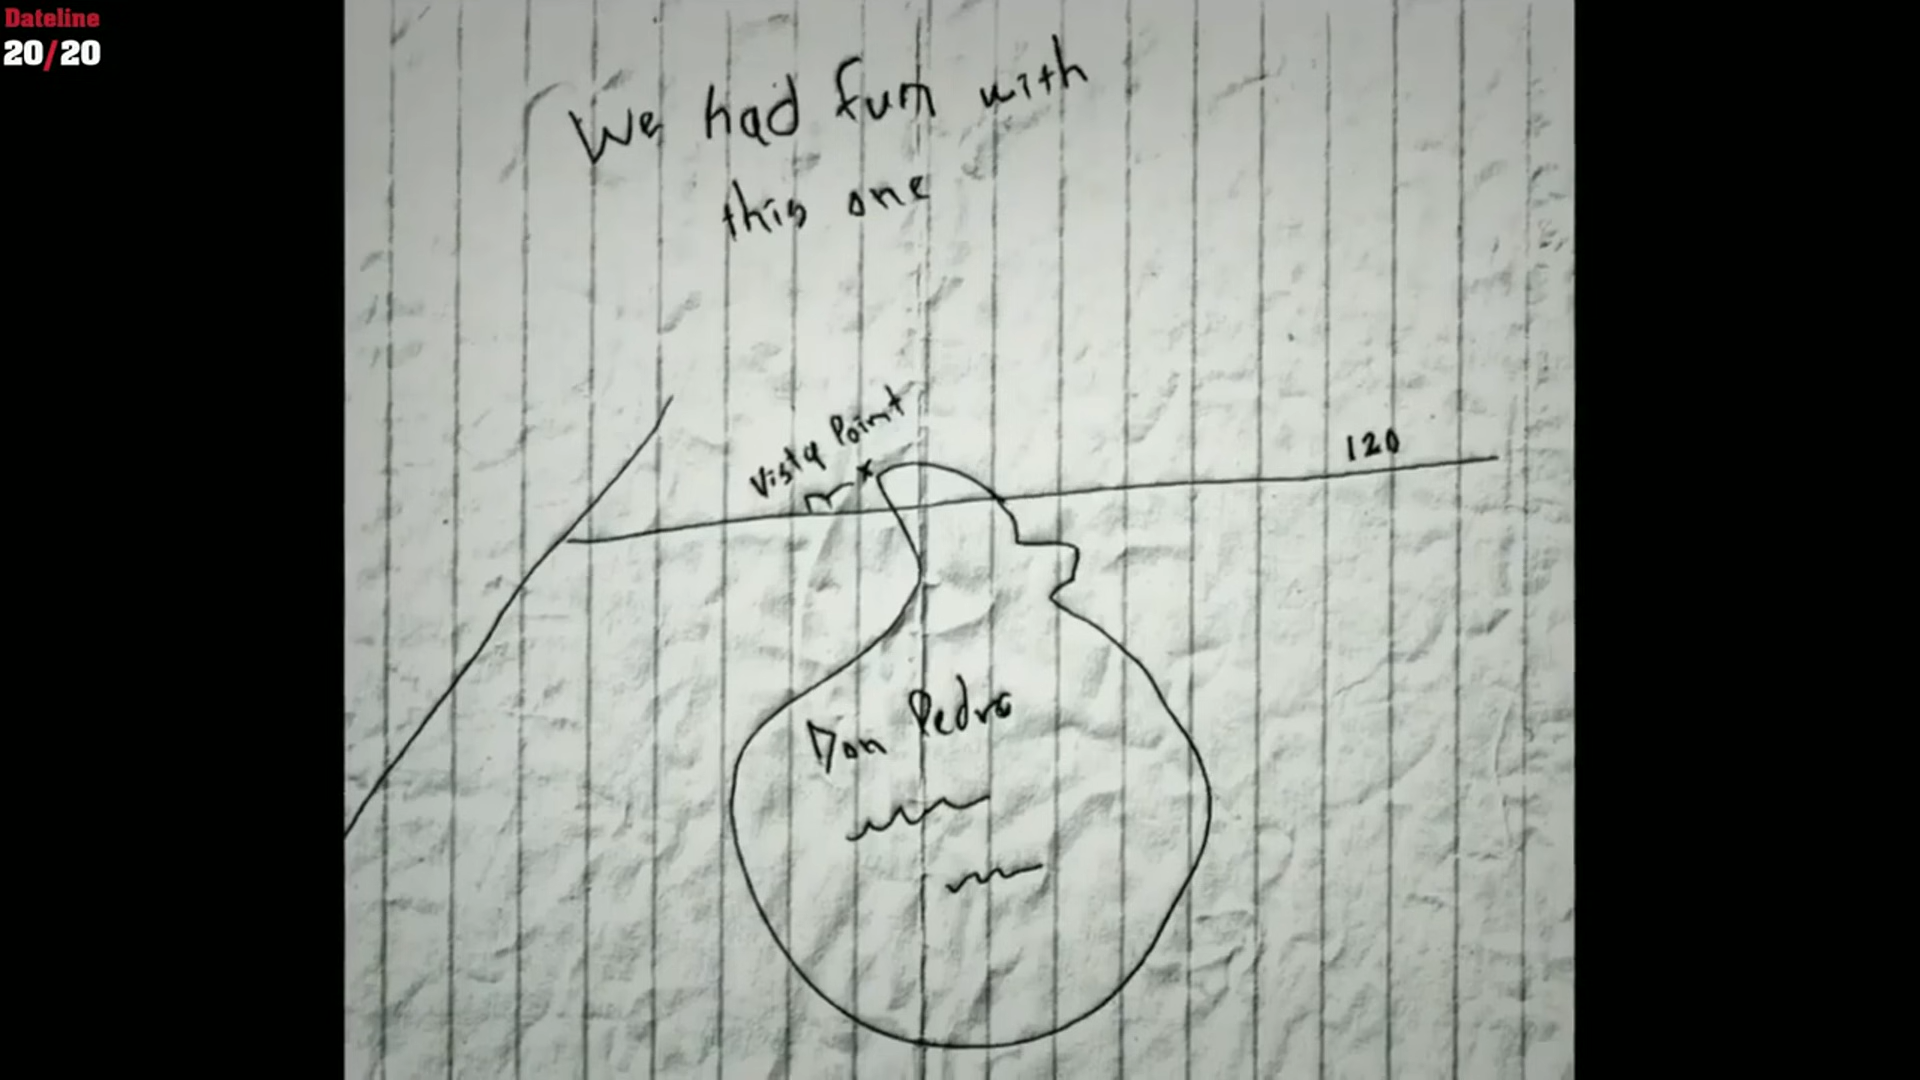 Dateline
20/20
We had fun with
this one
Vista Point
x
120
Don Pedro